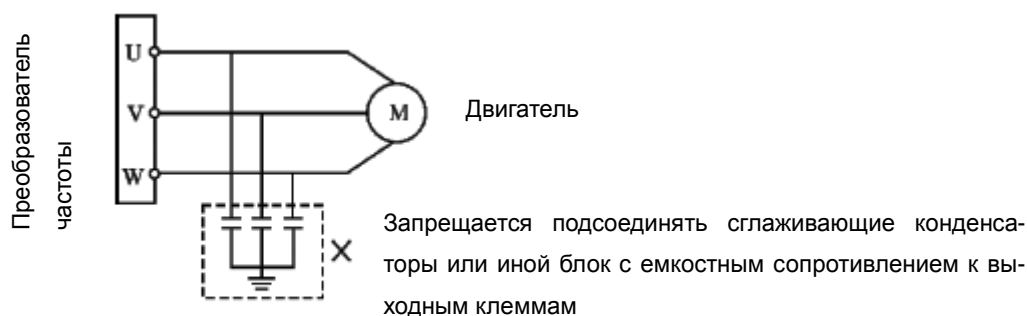 Преобразователь
частоты
U
V
W
M
Двигатель
Запрещается подсоединять сглаживающие конденса-
торы или иной блок с емкостным сопротивлением к вы-
ходным клеммам